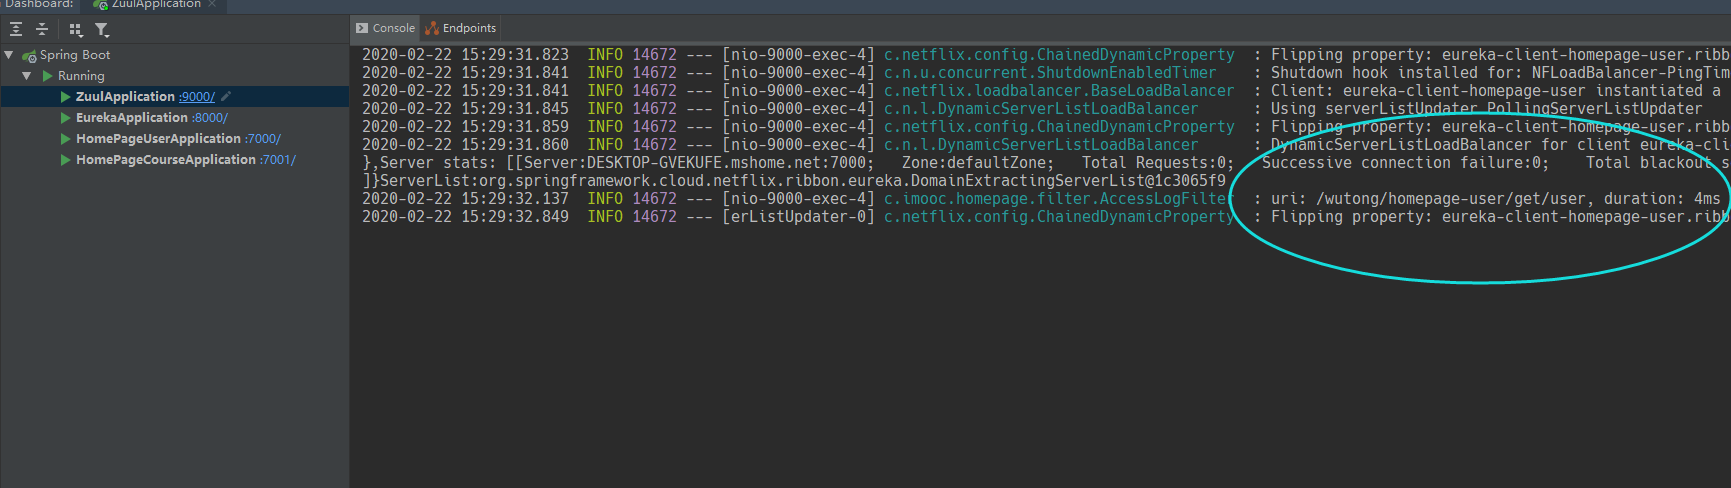 Dashboard: ZuulApplication
Console Endpoints
Spring Boot
Running
ZuulApplication :9000/
EurekaApplication :8000/
HomePageUserApplication :7000/
HomePageCourseApplication :7001/
2020-02-22 15:29:31.823 INFO 14672 --- [nio-9000-exec-4] c.netflix.config.ChainedDynamicProperty : Flipping property: eureka-client-homepage-user.ribb
2020-02-22 15:29:31.841 INFO 14672 --- [nio-9000-exec-4] c.n.u.concurrent.ShutdownEnabledTimer : Shutdown hook installed for: NFLoadBalancer-PingTim
2020-02-22 15:29:31.841 INFO 14672 --- [nio-9000-exec-4] c.netflix.loadbalancer.BaseLoadBalancer : Client: eureka-client-homepage-user instantiated a
2020-02-22 15:29:31.845 INFO 14672 --- [nio-9000-exec-4] c.n.l.DynamicServerListLoadBalancer : Using serverListUpdater PollingServerListUpdater
2020-02-22 15:29:31.859 INFO 14672 --- [nio-9000-exec-4] c.netflix.config.ChainedDynamicProperty : Flipping property: eureka-client-homepage-user.ribb
2020-02-22 15:29:31.860 INFO 14672 --- [nio-9000-exec-4] c.n.l.DynamicServerListLoadBalancer : DynamicServerListLoadBalancer for client eureka-cli
},Server stats: [[Server:DESKTOP-GVEKUFE.mshome.net:7000; Zone:defaultZone; Total Requests:0; Successive connection failure:0; Total blackout s
]}ServerList:org.springframework.cloud.netflix.ribbon.eureka.DomainExtractingServerList@1c3065f9
2020-02-22 15:29:32.137 INFO 14672 --- [nio-9000-exec-4] c.imooc.homepage.filter.AccessLogFilter : uri: /wutong/homepage-user/get/user, duration: 4ms
2020-02-22 15:29:32.849 INFO 14672 --- [erListUpdater-0] c.netflix.config.ChainedDynamicProperty : Flipping property: eureka-client-homepage-user.ribb